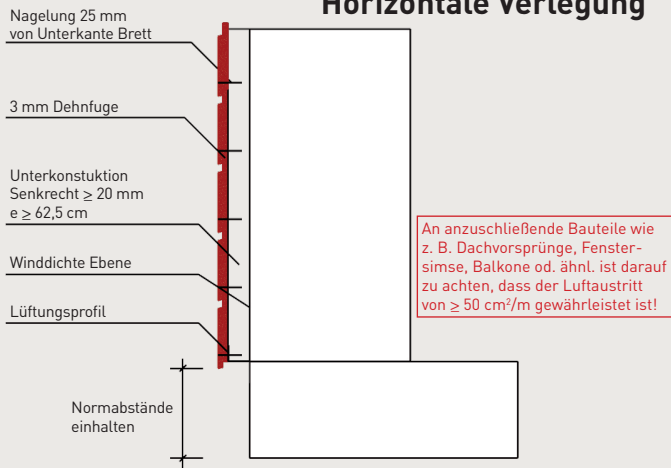 Horizontale Verlegung
Nagelung 25 mm
von Unterkante Brett
3 mm Dehnfuge
Unterkonstuktion
Senkrecht ≥ 20 mm
e ≥ 62,5 cm
Winddichte Ebene
Lüftungsprofil
Normabstände
einhalten
An anzuschließende Bauteile wie
z. B. Dachvorsprünge, Fenster-
simse, Balkone od. ähnl. ist darauf
zu achten, dass der Luftaustritt
von ≥ 50 cm²/m gewährleistet ist!